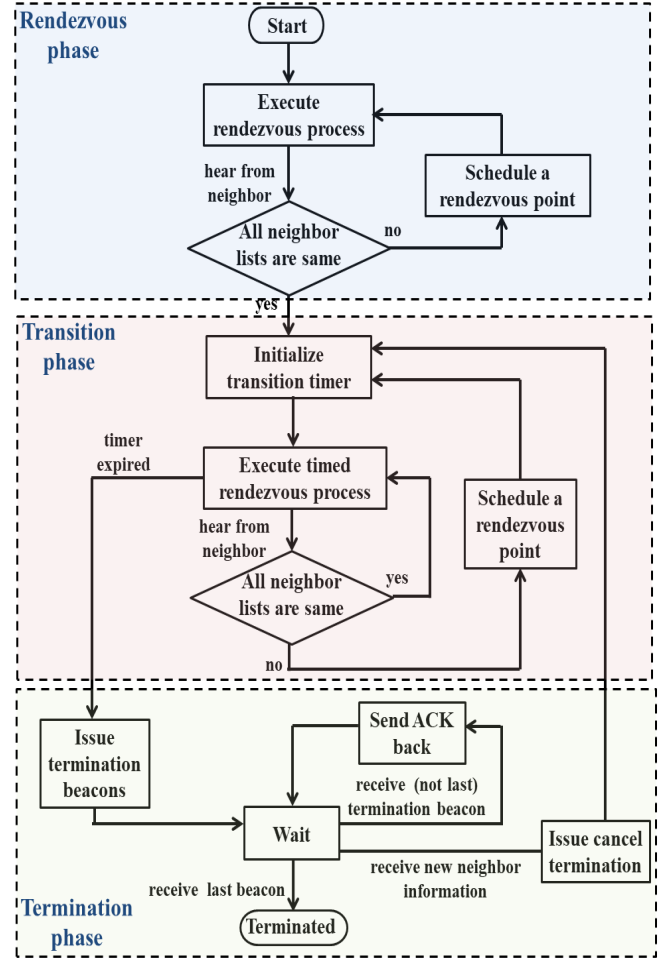 Rendezvous
phase
Start
Execute
rendezvous process
hear from
neighbor
Schedule a
rendezvous point
All neighbor
lists are same
no
yes
Transition
phase
Initialize
transition timer
timer
expired
Execute timed
rendezvous process
hear from
neighbor
Schedule a
rendezvous
point
All neighbor
lists are same
yes
no
Send ACK
back
Issue
termination
beacons
receive (not last)
termination beacon
Wait
Issue cancel
termination
receive new neighbor
information
receive last beacon
Terminated
Termination
phase